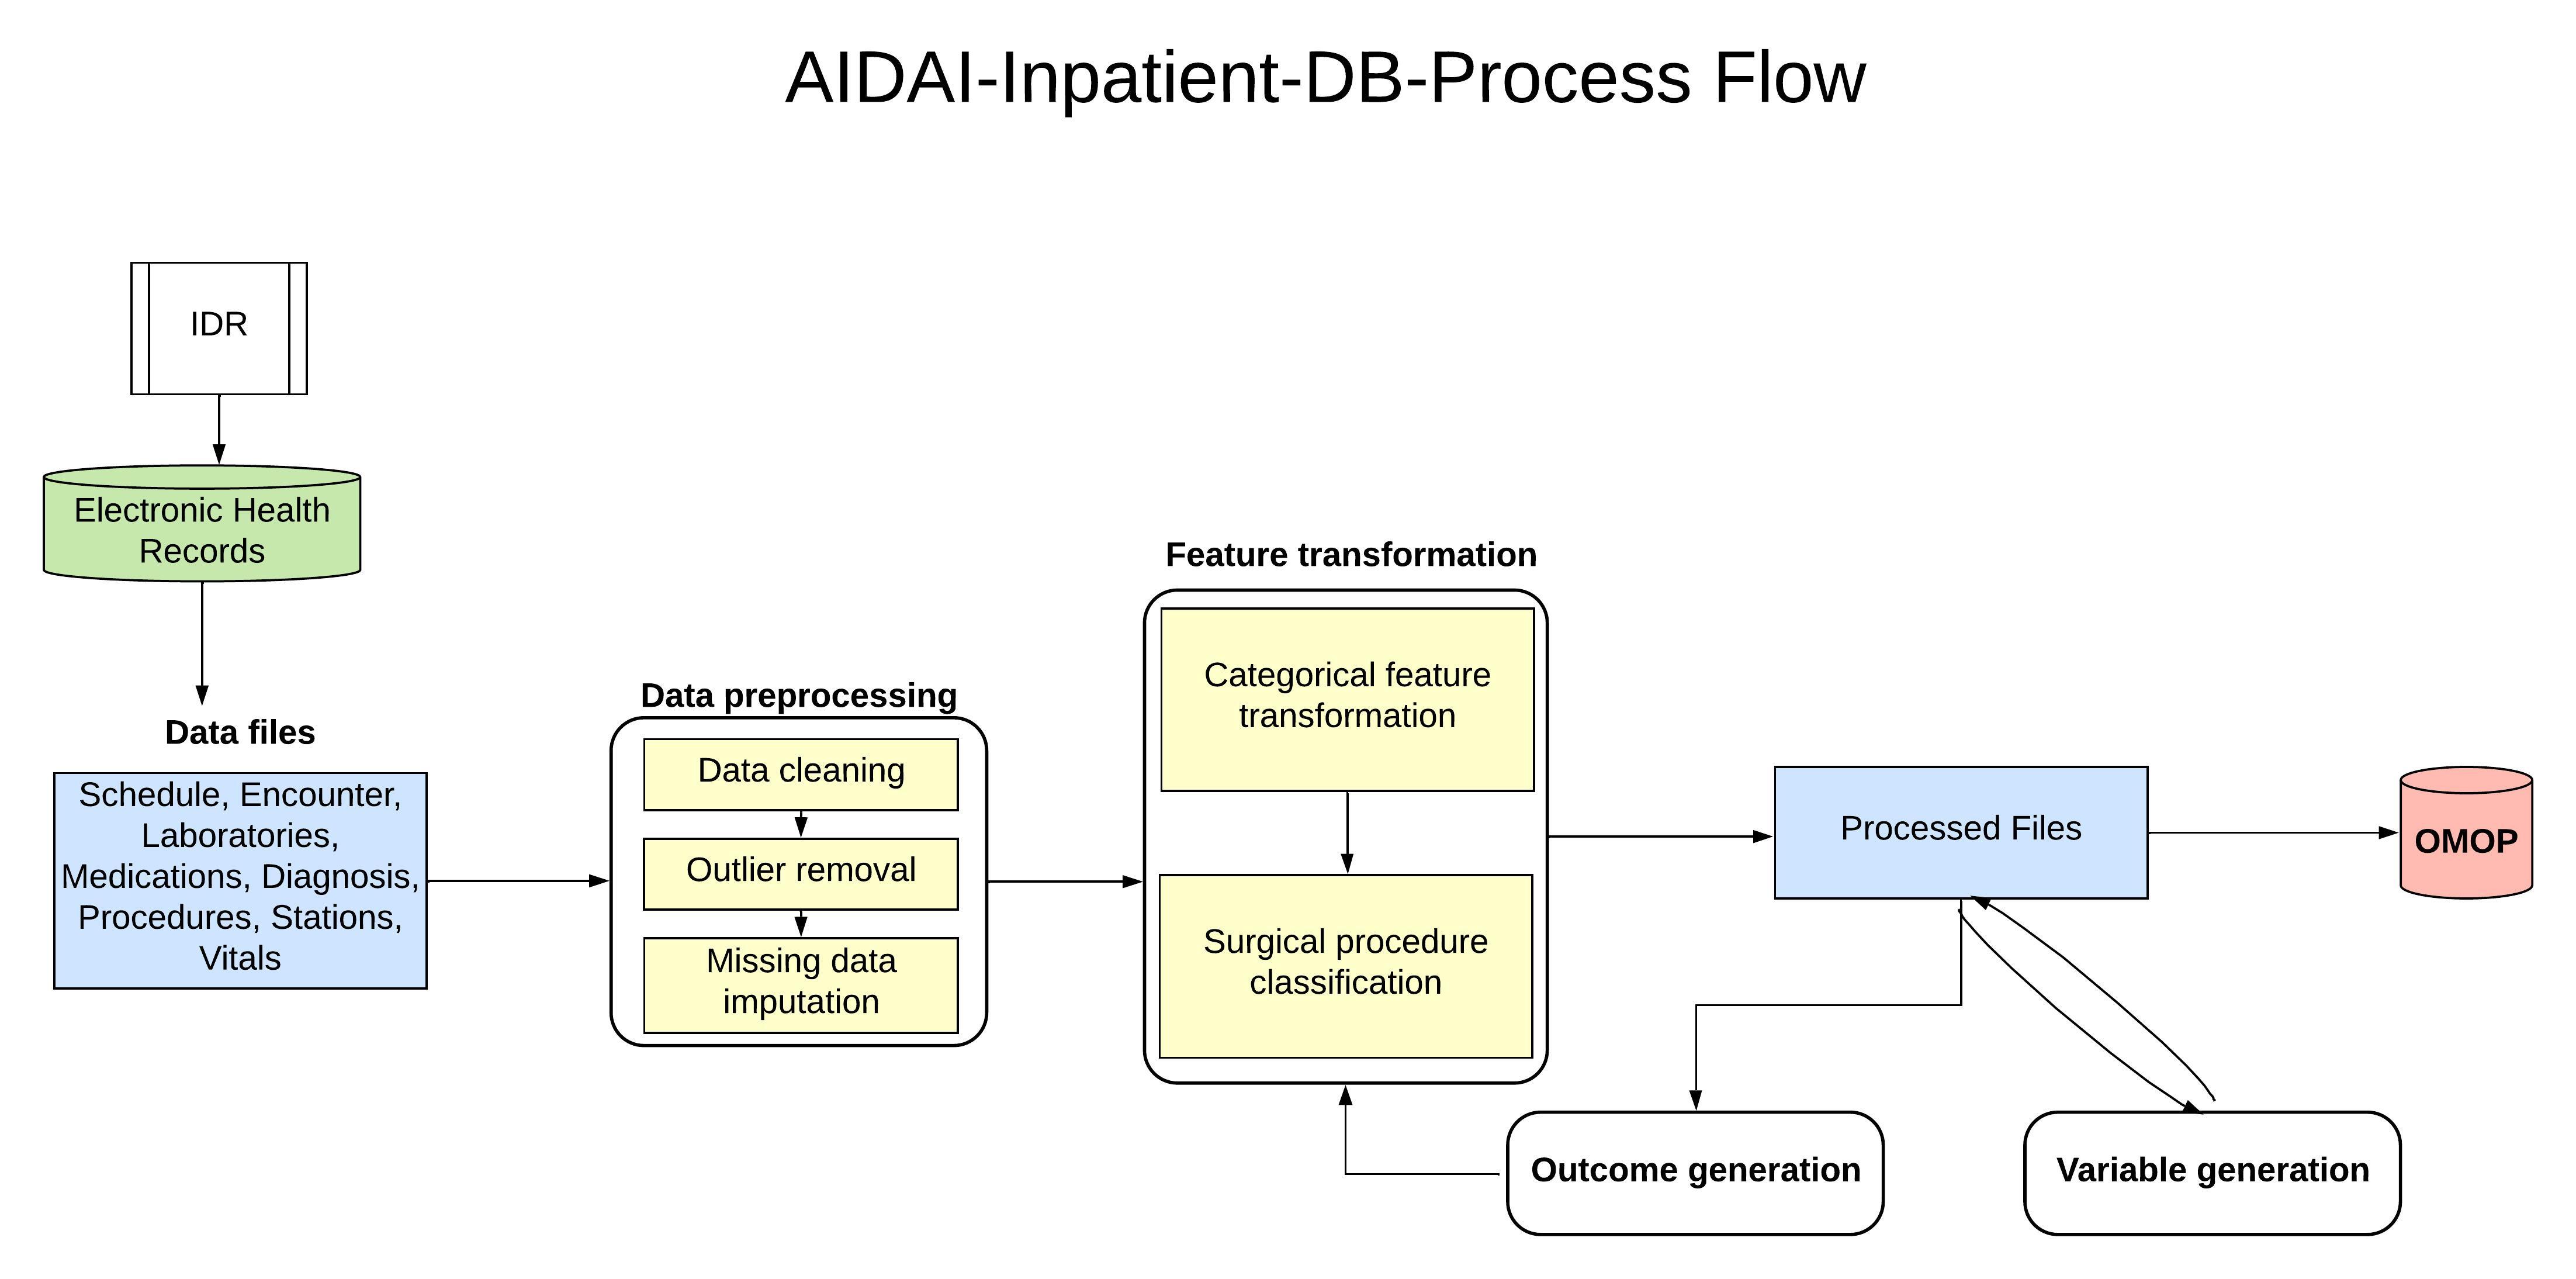 AIDAI-Inpatient-DB-Process Flow
IDR
Electronic Health
Records
Data files
Schedule, Encounter,
Laboratories,
Medications, Diagnosis,
Procedures, Stations,
Vitals
Data preprocessing
Data cleaning
Outlier removal
Missing data
imputation
Feature transformation
Categorical feature
transformation
Surgical procedure
classification
Processed Files
OMOP
Outcome generation
Variable generation